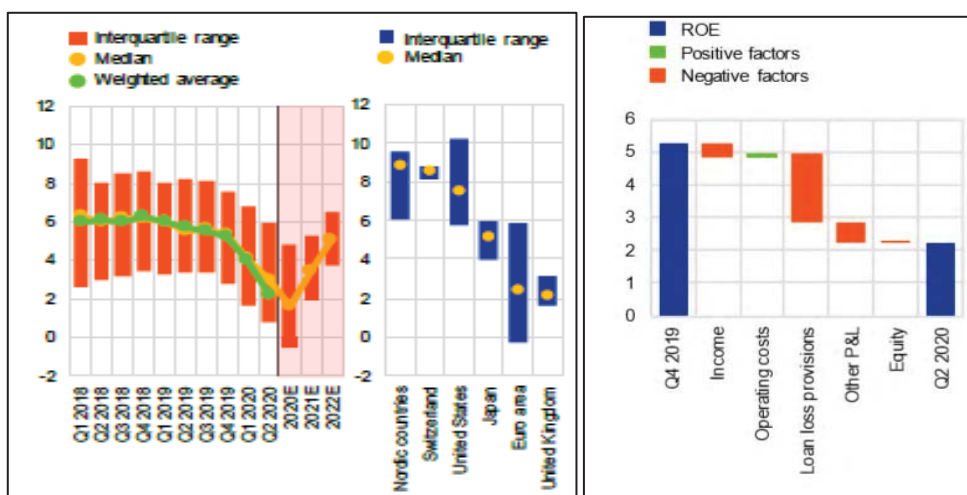 Interquartile range
Median
Weighted average
12
10
8
6
4
2
0
-2
Q1 2018
Q2 2018
Q3 2018
Q4 2018
Q1 2019
Q2 2019
Q3 2019
Q4 2019
Q1 2020
Q2 2020
2020E
2021E
2022E
Interquartile range
Median
12
10
8
6
4
2
0
-2
Nordic countries
Switzerland
United States
Japan
Euro area
United Kingdom
ROE
Positive factors
Negative factors
6
5
4
3
2
1
0
Q4 2019
Income
Operating costs
Loan loss provisions
Other P&L
Equity
Q2 2020